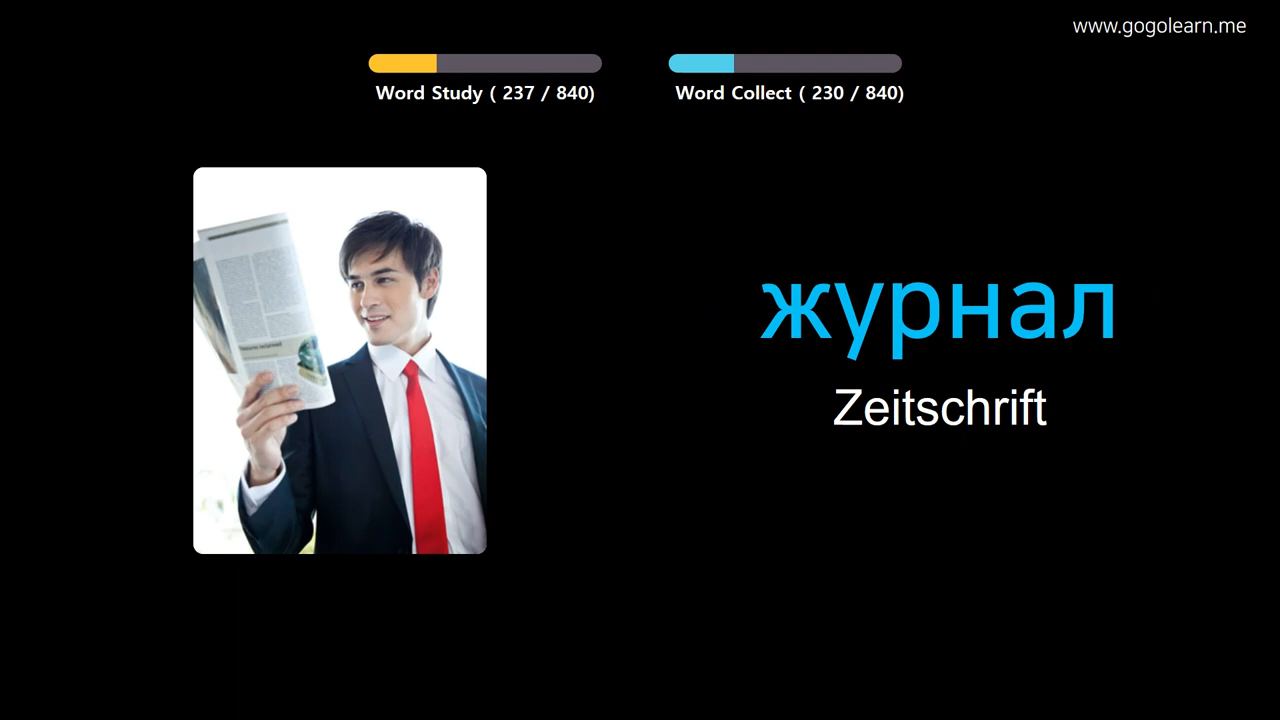 www.gogolearn.me
Word Study ( 237 / 840)
Word Collect ( 230 / 840)
журнал
Zeitschrift